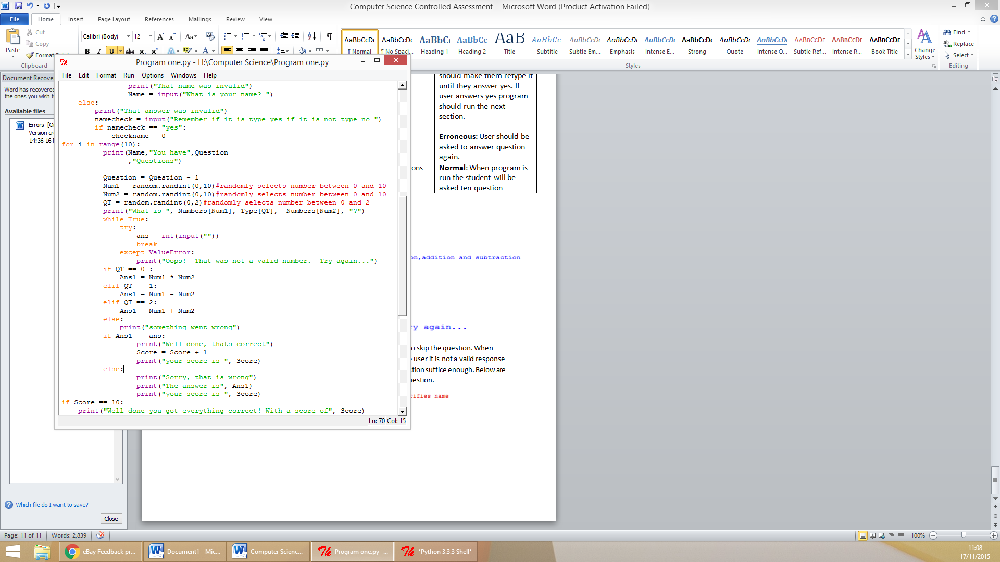 Computer Science Controlled Assessment - Microsoft Word (Product Activation Failed)
File Home Insert Page Layout References Mailings Review View
Paste
Cut
Copy
Format
Clipboard
Calibri (Body) 12
AaBbCcDc AaBbCcDc AaBbCc AaBbCc AaB AaBbCc. AaBbCcDc AaBbCcDc AaBbCcDc AaBbCcDc AaBbCcDc AaBbCcDc AABBCCDE AABBCCDE AABBCCDE
¶ Normal ¶ No Spaci... Heading 1 Heading 2 Title Subtitle Subtle Em... Emphasis Intense E... Strong Quote Intense Q... Subtle Ref... Intense R... Book Title
Styles
Change Styles
Find
Replace
Select
Editing
Document Recover
Word has recovered
the ones you wish to
Available files
Errors [Or
Version cre
14:36 16 N
Which file do I want to save?
Close
Program one.py - H:\Computer Science\Program one.py
File Edit Format Run Options Windows Help
print("That name was invalid")
Name = input("What is your name? ")
else:
print("That answer was invalid")
namecheck = input("Remember if it is type yes if it is not type no ")
if namecheck == "yes":
checkname = 0
for i in range(10):
print(Name,"You have",Question
,"Questions")
Question = Question - 1
Num1 = random.randint(0,10)#randomly selects number between 0 and 10
Num2 = random.randint(0,10)#randomly selects number between 0 and 10
QT = random.randint(0,2)#randomly selects number between 0 and 2
print("What is ", Numbers[Num1], Type[QT],  Numbers[Num2], "?")
while True:
try:
ans = int(input(""))
break
except ValueError:
print("Oops!  That was not a valid number.  Try again...")
if QT == 0 :
Ans1 = Num1 * Num2
elif QT == 1:
Ans1 = Num1 - Num2
elif QT == 2:
Ans1 = Num1 + Num2
else:
print("something went wrong")
if Ans1 == ans:
print("Well done, thats correct")
Score = Score + 1
print("your score is ", Score)
else:
print("Sorry, that is wrong")
print("The answer is", Ans1)
print("your score is ", Score)
if Score == 10:
print("Well done you got everything correct! With a score of", Score)
Ln: 70 Col: 15
should make them retype it
until they answer yes. If
user answers yes program
should run the next
section.
Erroneous: User should be
asked to answer question
again.
ons
Normal: When program is
run the student will be
asked ten question
on,addition and subtraction
ry again...
o skip the question. When
e user it is not a valid response
stion suffice enough. Below are
uestion.
rifies name
Page: 11 of 11 Words: 2,839
100%
eBay Feedback pr... Document1 - Mic... Computer Scienc... Program one.py -... *Python 3.3.3 Shell*
11:08
17/11/2015